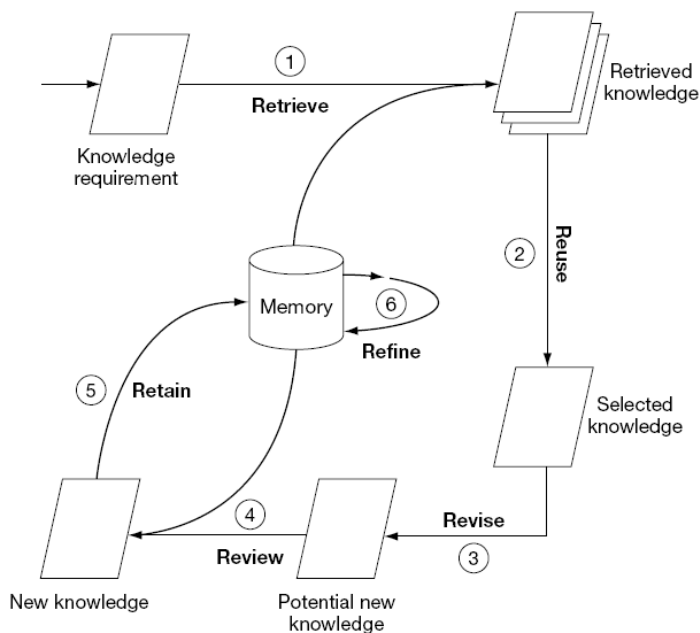 1
Retrieve
Retrieved
knowledge
Knowledge
requirement
2
Reuse
Memory
6
Refine
5
Retain
Selected
knowledge
4
Review
Revise
3
New knowledge
Potential new
knowledge